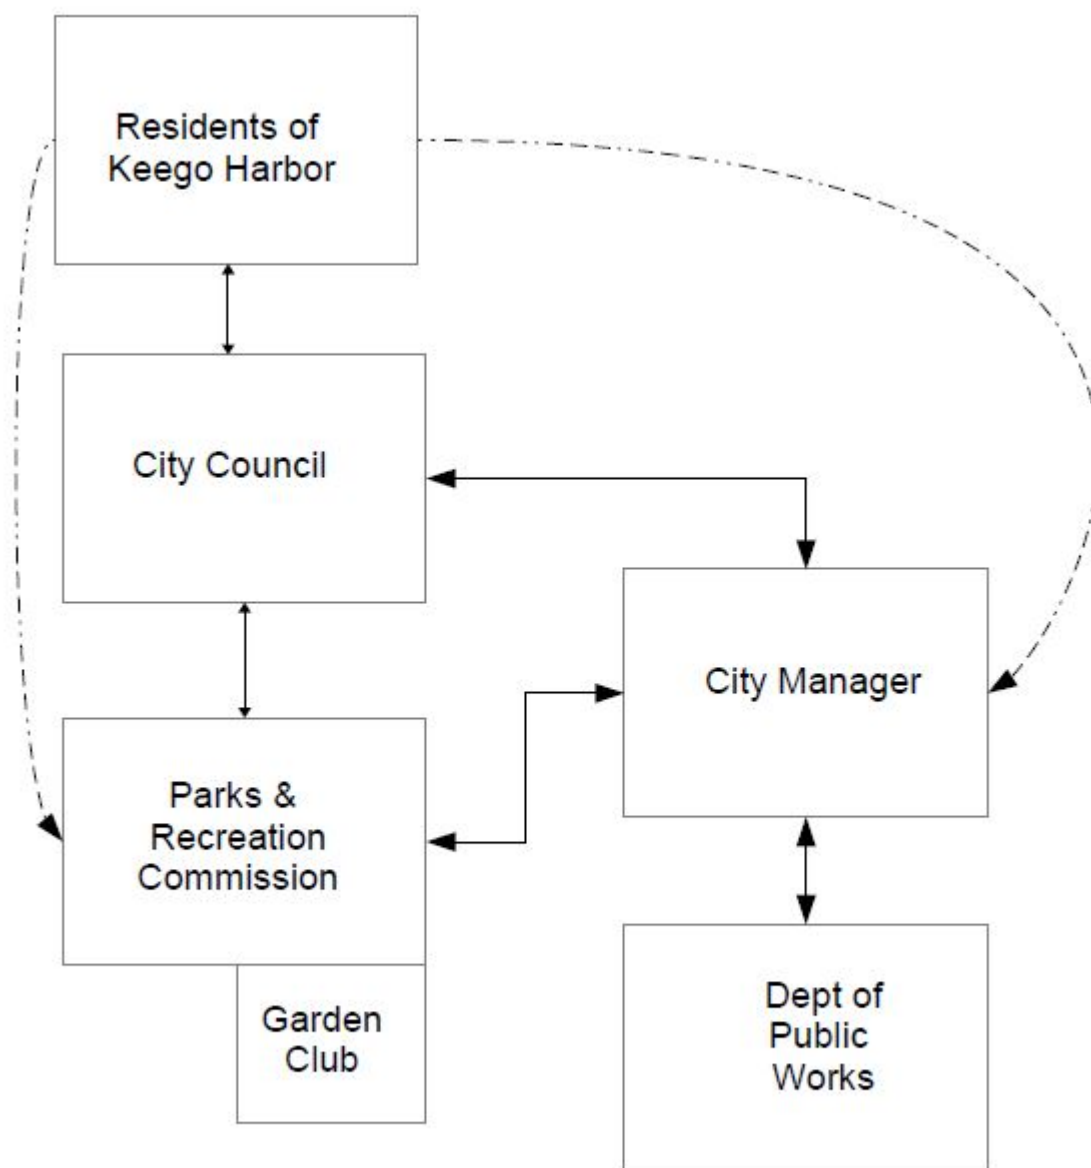 Residents of
Keego Harbor
City Council
City Manager
Parks &
Recreation
Commission
Garden
Club
Dept of
Public
Works